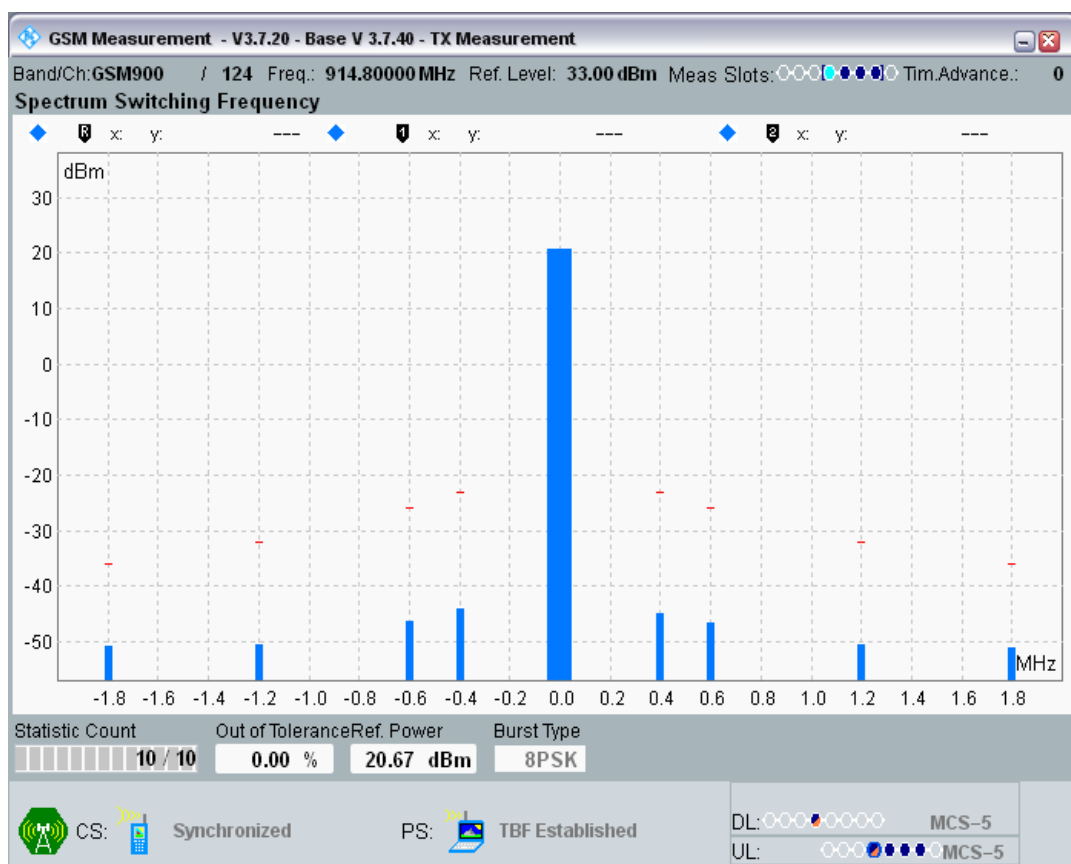 GSM Measurement - V3.7.20 - Base V 3.7.40 - TX Measurement
Band/Ch:GSM900 / 124 Freq.: 914.80000 MHz Ref. Level: 33.00 dBm Meas Slots: Tim.Advance.: 0
Spectrum Switching Frequency
R x: y: --- 1 x: y: --- 2 x: y: ---
dBm
30
20
10
0
-10
-20
-30
-40
-50
MHz
-1.8 -1.6 -1.4 -1.2 -1.0 -0.8 -0.6 -0.4 -0.2 0.0 0.2 0.4 0.6 0.8 1.0 1.2 1.4 1.6 1.8
Statistic Count Out of Tolerance Ref. Power Burst Type
10 / 10 0.00 % 20.67 dBm 8PSK
CS: Synchronized PS: TBF Established
DL: MCS-5
UL: MCS-5